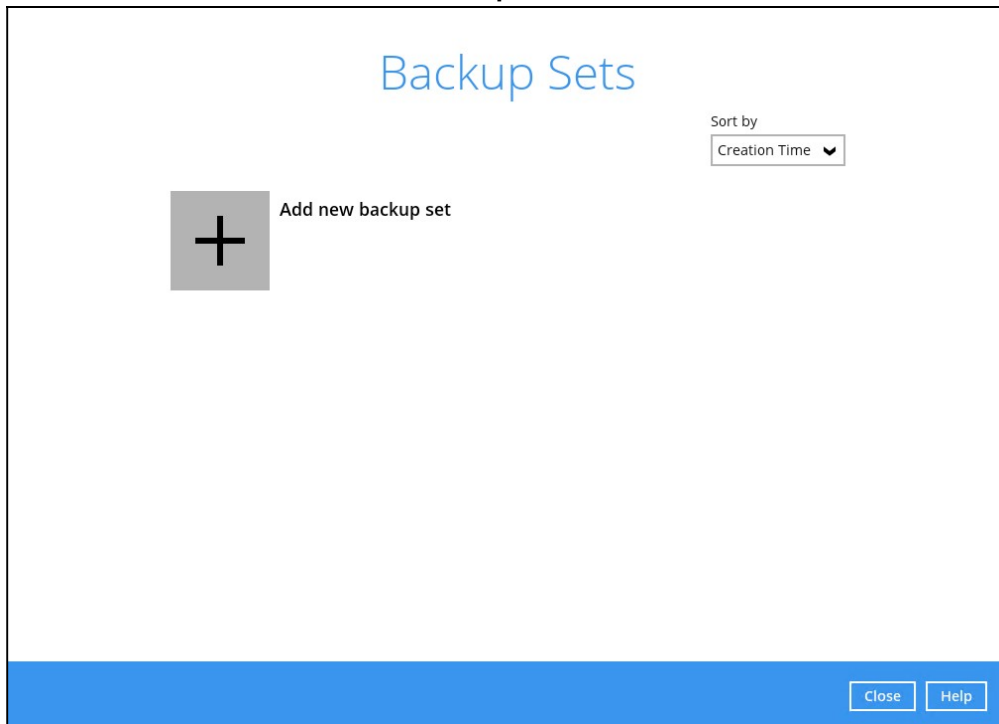 Backup Sets
Sort by
Creation Time
Add new backup set
Close Help